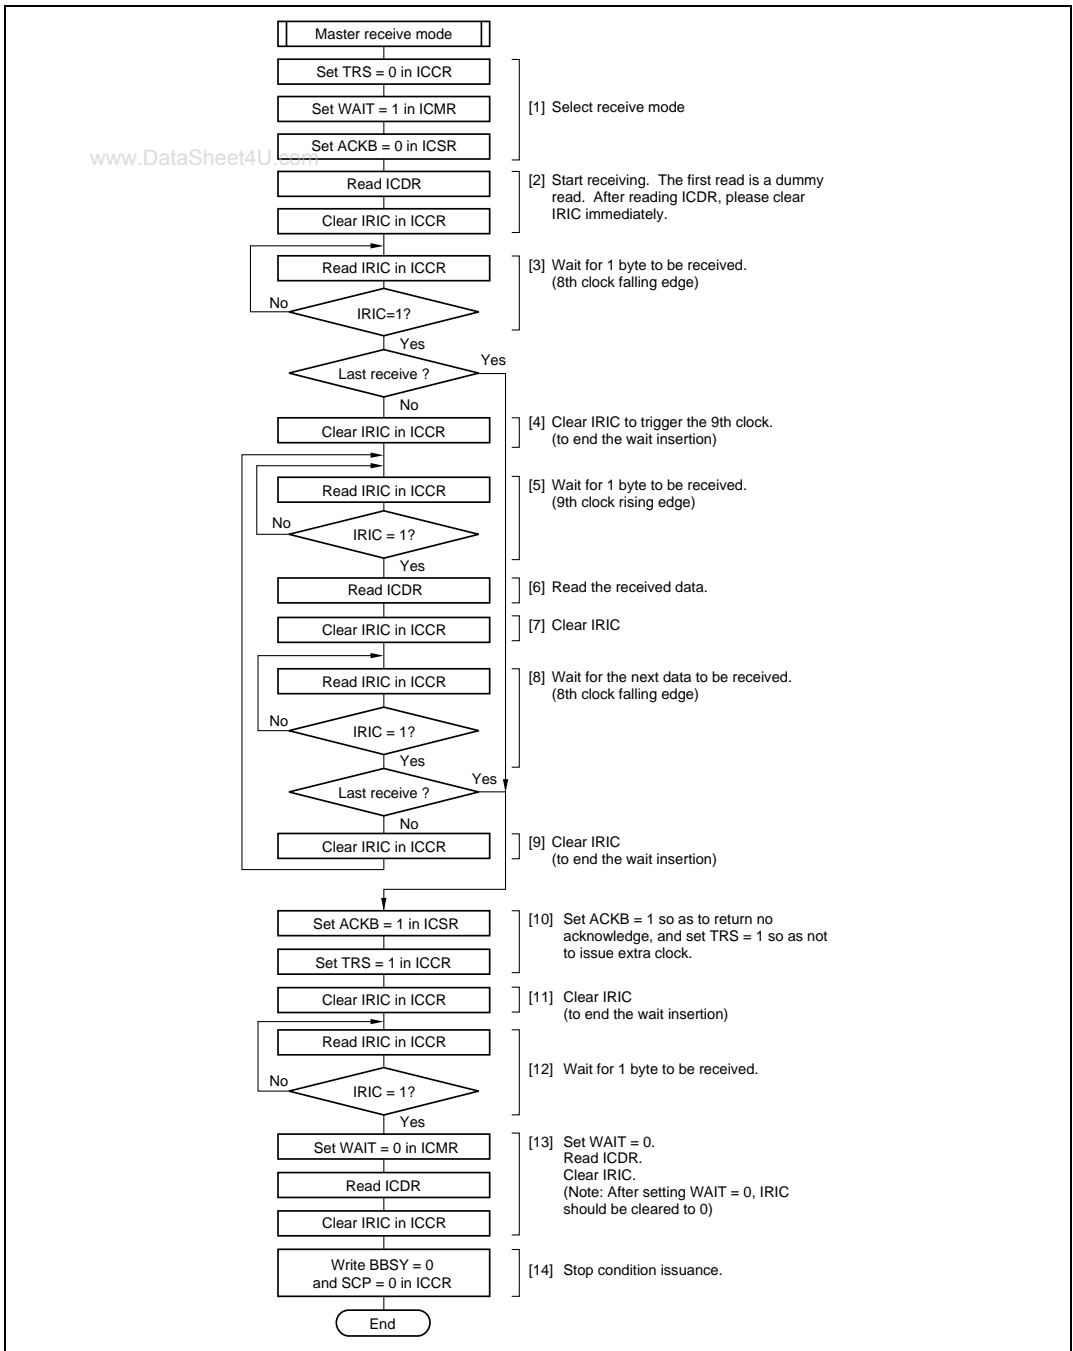 Master receive mode
Set TRS = 0 in ICCR
Set WAIT = 1 in ICMR
[1] Select receive mode
Set ACKB = 0 in ICSR
www.DataSheet4U.com
Read ICDR
[2] Start receiving. The first read is a dummy
read. After reading ICDR, please clear
IRIC immediately.
Clear IRIC in ICCR
Read IRIC in ICCR
[3] Wait for 1 byte to be received.
(8th clock falling edge)
No
IRIC=1?
Yes
Last receive ?
Yes
No
Clear IRIC in ICCR
[4] Clear IRIC to trigger the 9th clock.
(to end the wait insertion)
Read IRIC in ICCR
[5] Wait for 1 byte to be received.
(9th clock rising edge)
No
IRIC = 1?
Yes
Read ICDR
[6] Read the received data.
Clear IRIC in ICCR
[7] Clear IRIC
Read IRIC in ICCR
[8] Wait for the next data to be received.
(8th clock falling edge)
No
IRIC = 1?
Yes
Last receive ?
Yes
No
Clear IRIC in ICCR
[9] Clear IRIC
(to end the wait insertion)
Set ACKB = 1 in ICSR
[10] Set ACKB = 1 so as to return no
acknowledge, and set TRS = 1 so as not
to issue extra clock.
Set TRS = 1 in ICCR
Clear IRIC in ICCR
[11] Clear IRIC
(to end the wait insertion)
Read IRIC in ICCR
[12] Wait for 1 byte to be received.
No
IRIC = 1?
Yes
Set WAIT = 0 in ICMR
[13] Set WAIT = 0.
Read ICDR.
Clear IRIC.
(Note: After setting WAIT = 0, IRIC
should be cleared to 0)
Read ICDR
Clear IRIC in ICCR
Write BBSY = 0
and SCP = 0 in ICCR
[14] Stop condition issuance.
End